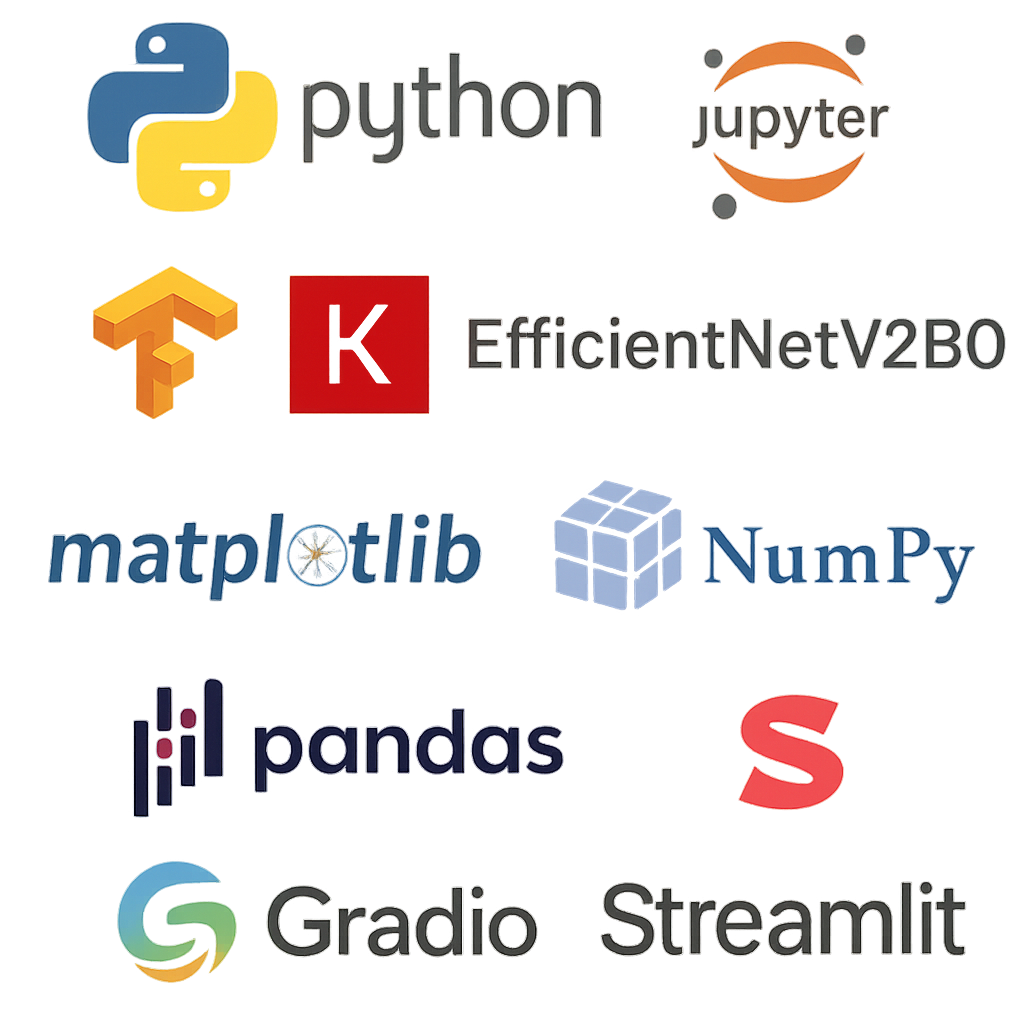 python jupyter
K EfficientNetV2B0
matplotlib NumPy
pandas S
Gradio Streamlit